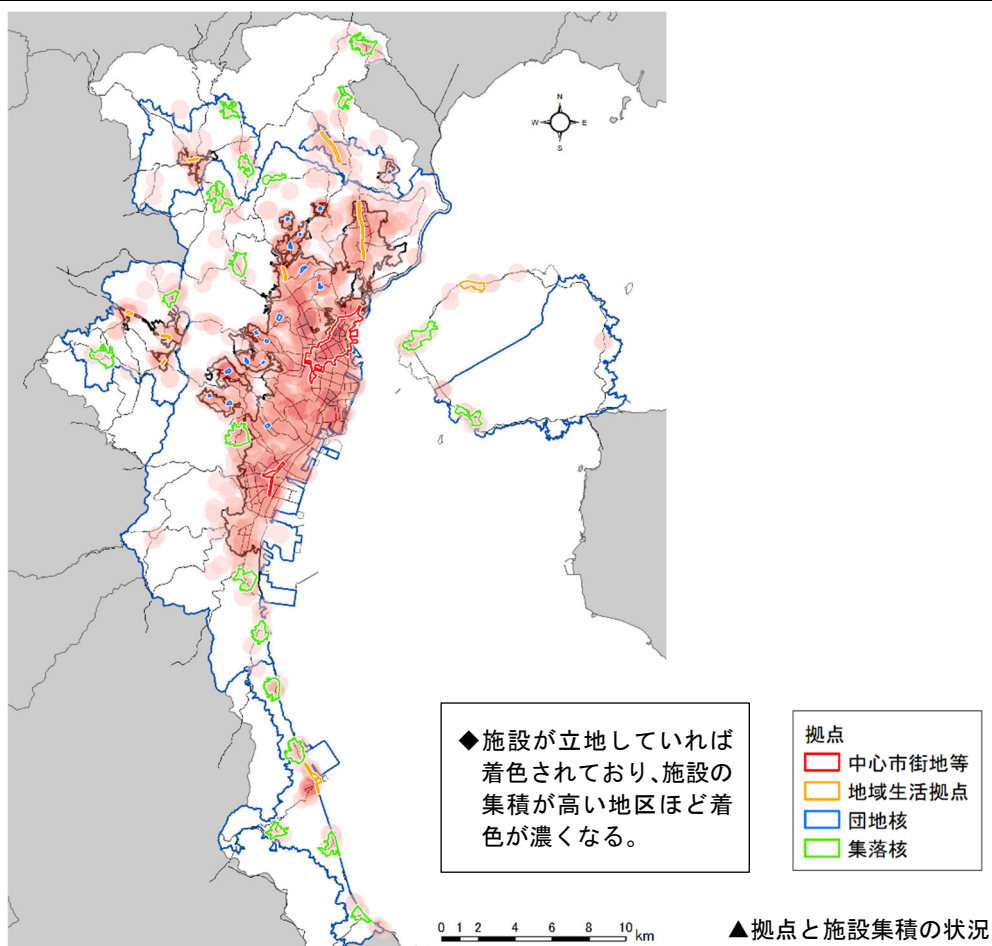 N
W E
S
◆施設が立地していれば
着色されており、施設の
集積が高い地区ほど着
色が濃くなる。
拠点
中心市街地等
地域生活拠点
団地核
集落核
0 1 2 4 6 8 10 km
▲拠点と施設集積の状況